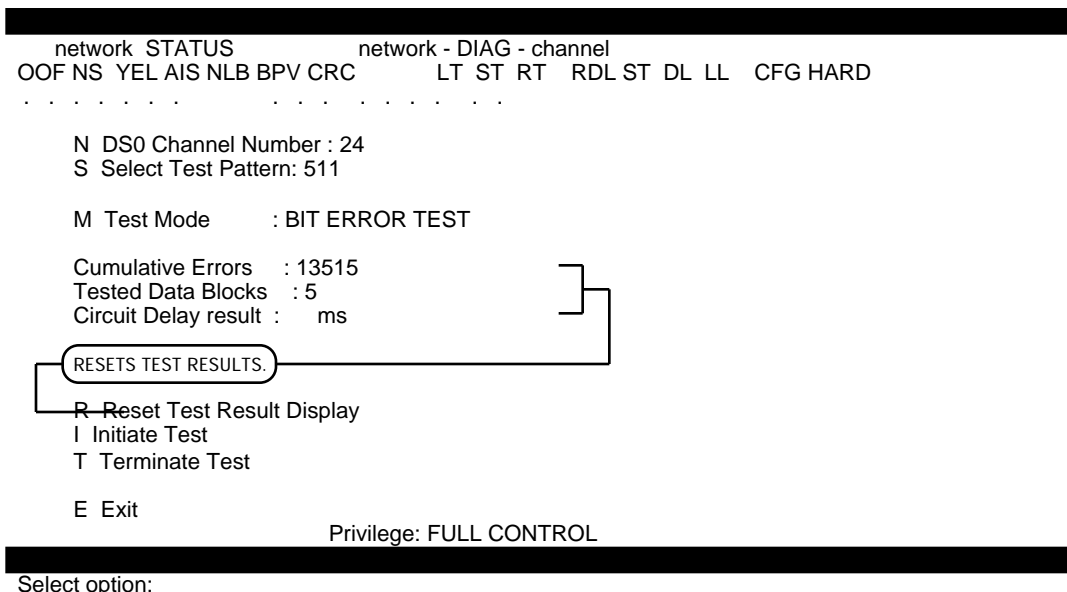 network STATUS network - DIAG - channel
OOF NS YEL AIS NLB BPV CRC LT ST RT RDL ST DL LL CFG HARD
. . . . . . . . . . . . . . . .
N DS0 Channel Number : 24
S Select Test Pattern: 511
M Test Mode : BIT ERROR TEST
Cumulative Errors : 13515
Tested Data Blocks : 5
Circuit Delay result : ms
RESETS TEST RESULTS.
R Reset Test Result Display
I Initiate Test
T Terminate Test
E Exit
Privilege: FULL CONTROL
Select option: